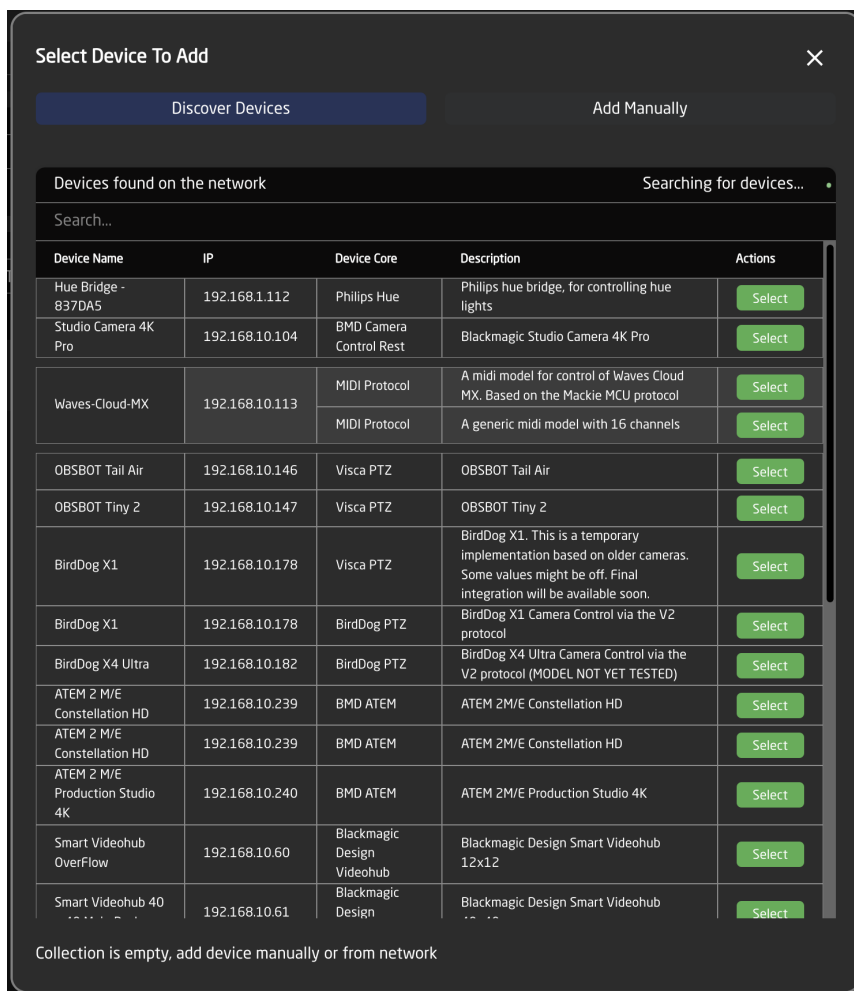 Select Device To Add
Discover Devices
Add Manually
Devices found on the network
Searching for devices...
Search...
Device Name IP Device Core Description Actions
Hue Bridge -
837DA5
192.168.1.112
Philips Hue
Philips hue bridge, for controlling hue
lights
Select
Studio Camera 4K
Pro
192.168.10.104
BMD Camera
Control Rest
Blackmagic Studio Camera 4K Pro
Select
Waves-Cloud-MX
192.168.10.113
MIDI Protocol
A midi model for control of Waves Cloud
MX. Based on the Mackie MCU protocol
Select
MIDI Protocol
A generic midi model with 16 channels
Select
OBSBOT Tail Air
192.168.10.146
Visca PTZ
OBSBOT Tail Air
Select
OBSBOT Tiny 2
192.168.10.147
Visca PTZ
OBSBOT Tiny 2
Select
BirdDog X1
192.168.10.178
Visca PTZ
BirdDog X1. This is a temporary
implementation based on older cameras.
Some values might be off. Final
integration will be available soon.
Select
BirdDog X1
192.168.10.178
BirdDog PTZ
BirdDog X1 Camera Control via the V2
protocol
Select
BirdDog X4 Ultra
192.168.10.182
BirdDog PTZ
BirdDog X4 Ultra Camera Control via the
V2 protocol (MODEL NOT YET TESTED)
Select
ATEM 2 M/E
Constellation HD
192.168.10.239
BMD ATEM
ATEM 2M/E Constellation HD
Select
ATEM 2 M/E
Constellation HD
192.168.10.239
BMD ATEM
ATEM 2M/E Constellation HD
Select
ATEM 2 M/E
Production Studio
4K
192.168.10.240
BMD ATEM
ATEM 2M/E Production Studio 4K
Select
Smart Videohub
OverFlow
192.168.10.60
Blackmagic
Design
Videohub
Blackmagic Design Smart Videohub
12x12
Select
Smart Videohub 40
192.168.10.61
Blackmagic
Design
Blackmagic Design Smart Videohub
Select
Collection is empty, add device manually or from network